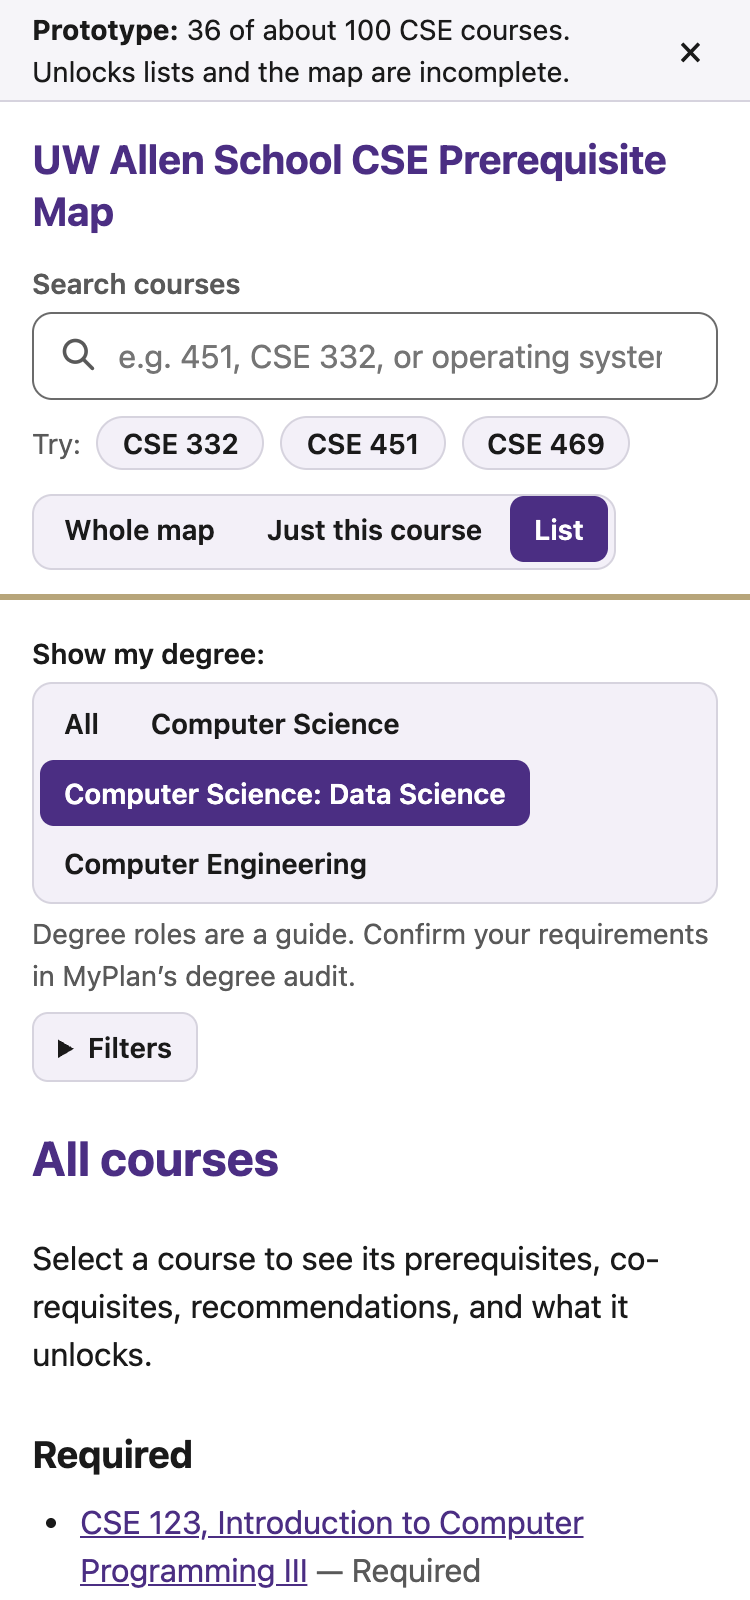 Prototype: 36 of about 100 CSE courses.
Unlocks lists and the map are incomplete.
×
UW Allen School CSE Prerequisite
Map
Search courses
e.g. 451, CSE 332, or operating syster
Try: CSE 332 CSE 451 CSE 469
Whole map Just this course List
Show my degree:
All Computer Science
Computer Science: Data Science
Computer Engineering
Degree roles are a guide. Confirm your requirements
in MyPlan’s degree audit.
▶ Filters
All courses
Select a course to see its prerequisites, co-
requisites, recommendations, and what it
unlocks.
Required
• CSE 123, Introduction to Computer
Programming III — Required